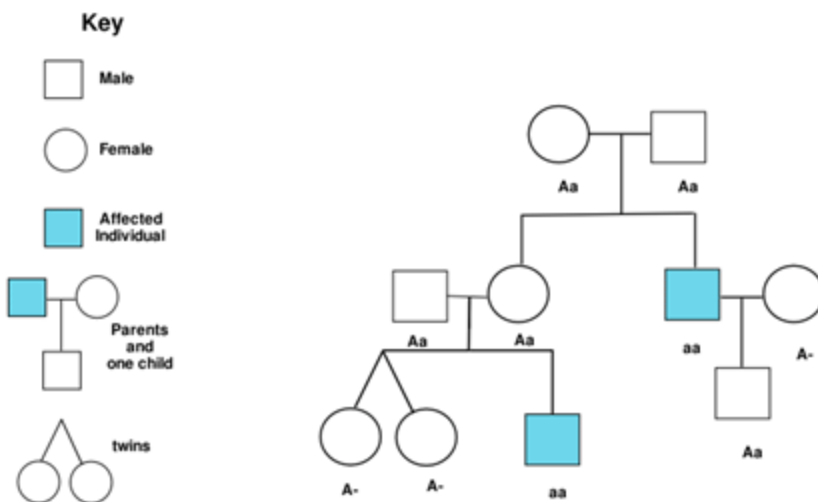 Key
Male
Female
Affected
Individual
Parents
and
one child
twins
Aa
Aa
Aa
Aa
aa
A-
Aa
A-
A-
aa